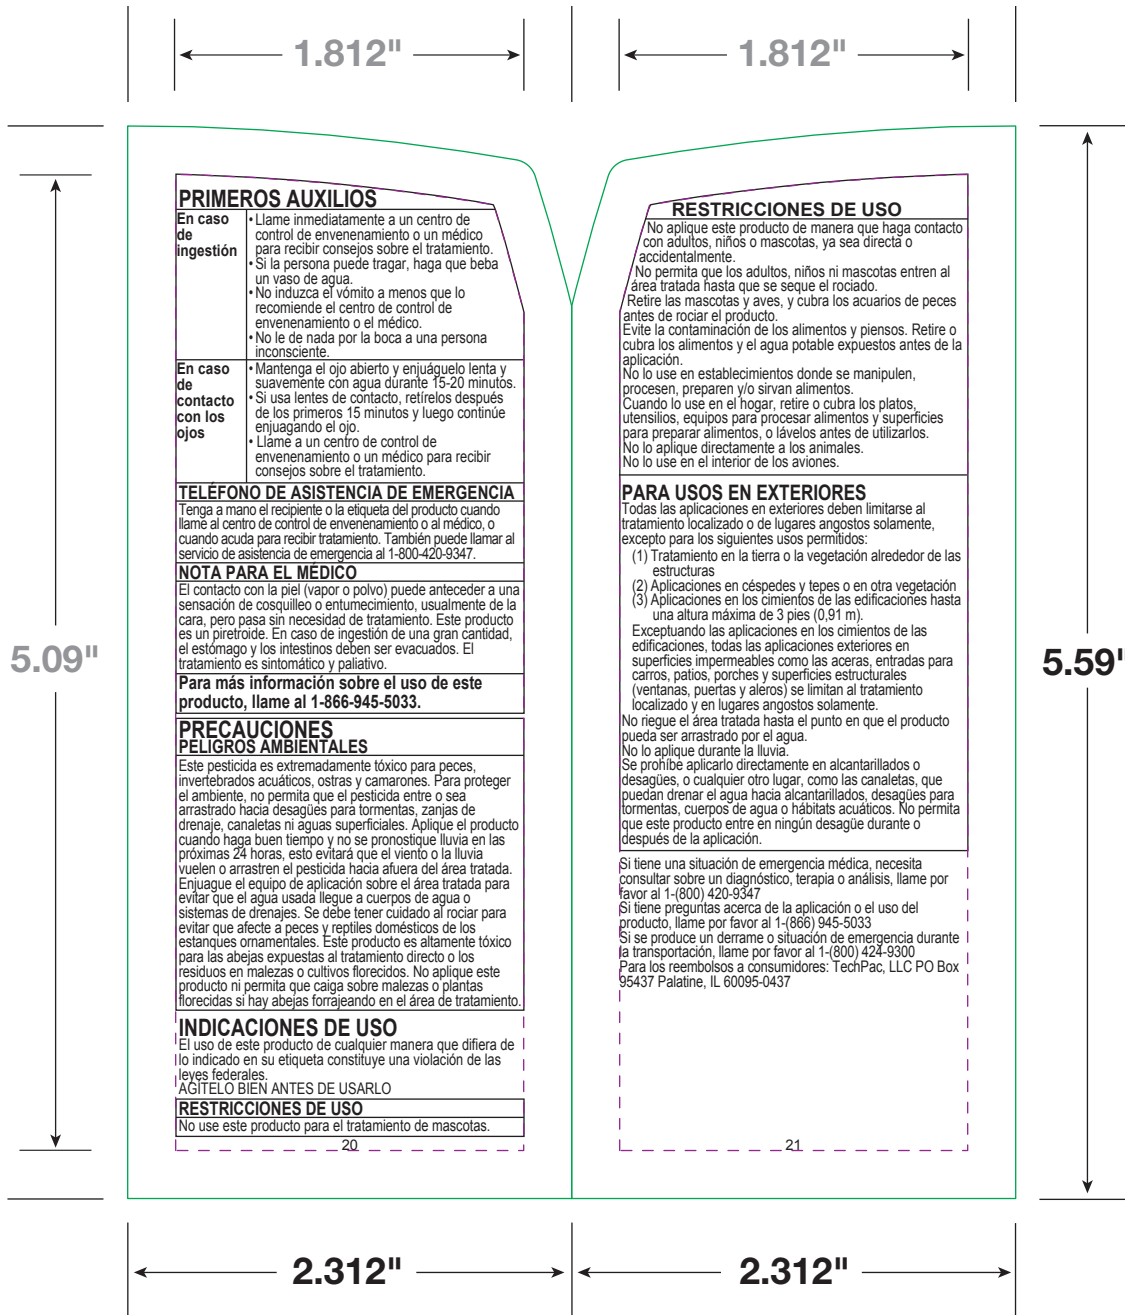 1.812"
1.812"
PRIMEROS AUXILIOS
En caso
de
ingestión
• Llame inmediatamente a un centro de
control de envenenamiento o un médico
para recibir consejos sobre el tratamiento.
• Si la persona puede tragar, haga que beba
un vaso de agua.
• No induzca el vómito a menos que lo
recomiende el centro de control de
envenenamiento o el médico.
• No le de nada por la boca a una persona
inconsciente.
En caso
de
contacto
con los
ojos
• Mantenga el ojo abierto y enjuáguelo lenta y
suavemente con agua durante 15-20 minutos.
• Si usa lentes de contacto, retírelos después
de los primeros 15 minutos y luego continúe
enjuagando el ojo.
• Llame a un centro de control de
envenenamiento o un médico para recibir
consejos sobre el tratamiento.
TELÉFONO DE ASISTENCIA DE EMERGENCIA
Tenga a mano el recipiente o la etiqueta del producto cuando
llame al centro de control de envenenamiento o al médico, o
cuando acuda para recibir tratamiento. También puede llamar al
servicio de asistencia de emergencia al 1-800-420-9347.
NOTA PARA EL MÉDICO
El contacto con la piel (vapor o polvo) puede anteceder a una
sensación de cosquilleo o entumecimiento, usualmente de la
cara, pero pasa sin necesidad de tratamiento. Este producto
es un piretroide. En caso de ingestión de una gran cantidad,
el estómago y los intestinos deben ser evacuados. El
tratamiento es sintomático y paliativo.
Para más información sobre el uso de este
producto, llame al 1-866-945-5033.
PRECAUCIONES
PELIGROS AMBIENTALES
Este pesticida es extremadamente tóxico para peces,
invertebrados acuáticos, ostras y camarones. Para proteger
el ambiente, no permita que el pesticida entre o sea
arrastrado hacia desagües para tormentas, zanjas de
drenaje, canaletas ni aguas superficiales. Aplique el producto
cuando haga buen tiempo y no se pronostique lluvia en las
próximas 24 horas, esto evitará que el viento o la lluvia
vuelen o arrastren el pesticida hacia afuera del área tratada.
Enjuague el equipo de aplicación sobre el área tratada para
evitar que el agua usada llegue a cuerpos de agua o
sistemas de drenajes. Se debe tener cuidado al rociar para
evitar que afecte a peces y reptiles domésticos de los
estanques ornamentales. Este producto es altamente tóxico
para las abejas expuestas al tratamiento directo o los
residuos en malezas o cultivos florecidos. No aplique este
producto ni permita que caiga sobre malezas o plantas
florecidas si hay abejas forrajeando en el área de tratamiento.
INDICACIONES DE USO
El uso de este producto de cualquier manera que difiera de
lo indicado en su etiqueta constituye una violación de las
leyes federales.
AGÍTELO BIEN ANTES DE USARLO
RESTRICCIONES DE USO
No use este producto para el tratamiento de mascotas.
20
RESTRICCIONES DE USO
No aplique este producto de manera que haga contacto
con adultos, niños o mascotas, ya sea directa o
accidentalmente.
No permita que los adultos, niños ni mascotas entren al
área tratada hasta que se seque el rociado.
Retire las mascotas y aves, y cubra los acuarios de peces
antes de rociar el producto.
Evite la contaminación de los alimentos y piensos. Retire o
cubra los alimentos y el agua potable expuestos antes de la
aplicación.
No lo use en establecimientos donde se manipulen,
procesen, preparen y/o sirvan alimentos.
Cuando lo use en el hogar, retire o cubra los platos,
utensilios, equipos para procesar alimentos y superficies
para preparar alimentos, o lávelos antes de utilizarlos.
No lo aplique directamente a los animales.
No lo use en el interior de los aviones.
PARA USOS EN EXTERIORES
Todas las aplicaciones en exteriores deben limitarse al
tratamiento localizado o de lugares angostos solamente,
excepto para los siguientes usos permitidos:
(1) Tratamiento en la tierra o la vegetación alrededor de las
estructuras
(2) Aplicaciones en céspedes y tepes o en otra vegetación
(3) Aplicaciones en los cimientos de las edificaciones hasta
una altura máxima de 3 pies (0,91 m).
Exceptuando las aplicaciones en los cimientos de las
edificaciones, todas las aplicaciones exteriores en
superficies impermeables como las aceras, entradas para
carros, patios, porches y superficies estructurales
(ventanas, puertas y aleros) se limitan al tratamiento
localizado y en lugares angostos solamente.
No riegue el área tratada hasta el punto en que el producto
pueda ser arrastrado por el agua.
No lo aplique durante la lluvia.
Se prohíbe aplicarlo directamente en alcantarillados o
desagües, o cualquier otro lugar, como las canaletas, que
puedan drenar el agua hacia alcantarillados, desagües para
tormentas, cuerpos de agua o hábitats acuáticos. No permita
que este producto entre en ningún desagüe durante o
después de la aplicación.
Si tiene una situación de emergencia médica, necesita
consultar sobre un diagnóstico, terapia o análisis, llame por
favor al 1-(800) 420-9347
Si tiene preguntas acerca de la aplicación o el uso del
producto, llame por favor al 1-(866) 945-5033
Si se produce un derrame o situación de emergencia durante
la transportación, llame por favor al 1-(800) 424-9300
Para los reembolsos a consumidores: TechPac, LLC PO Box
95437 Palatine, IL 60095-0437
21
5.09"
5.59"
2.312"
2.312"